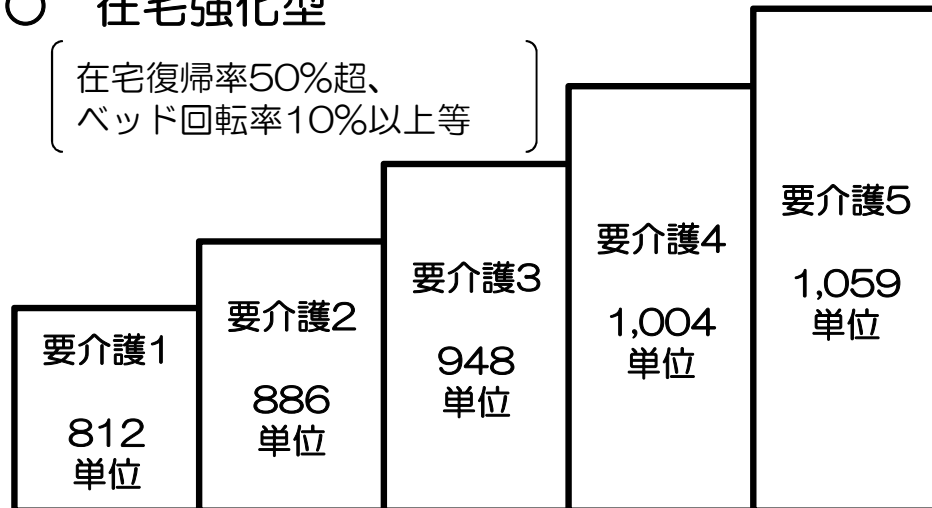 ○ 在宅強化型
在宅復帰率50%超、
ベッド回転率10%以上等
要介護1
812
単位
要介護2
886
単位
要介護3
948
単位
要介護4
1,004
単位
要介護5
1,059
単位